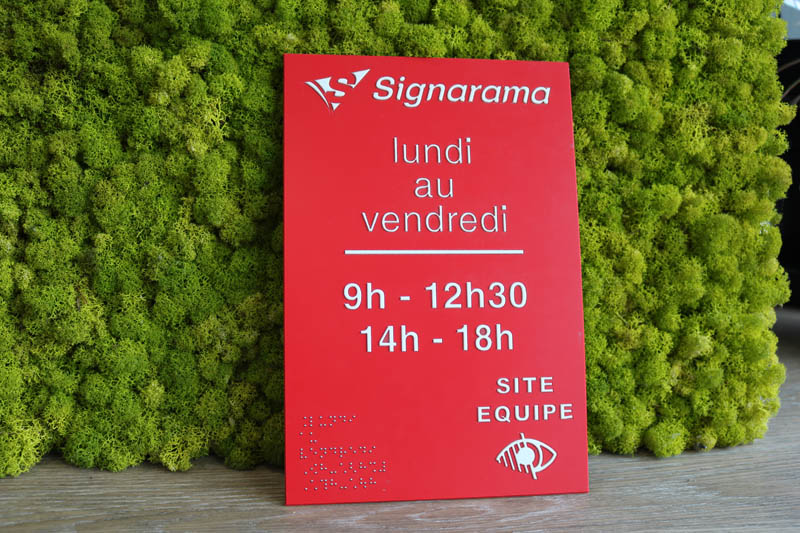 Signarama
lundi
au
vendredi
9h - 12h30
14h - 18h
SITE
EQUIPE